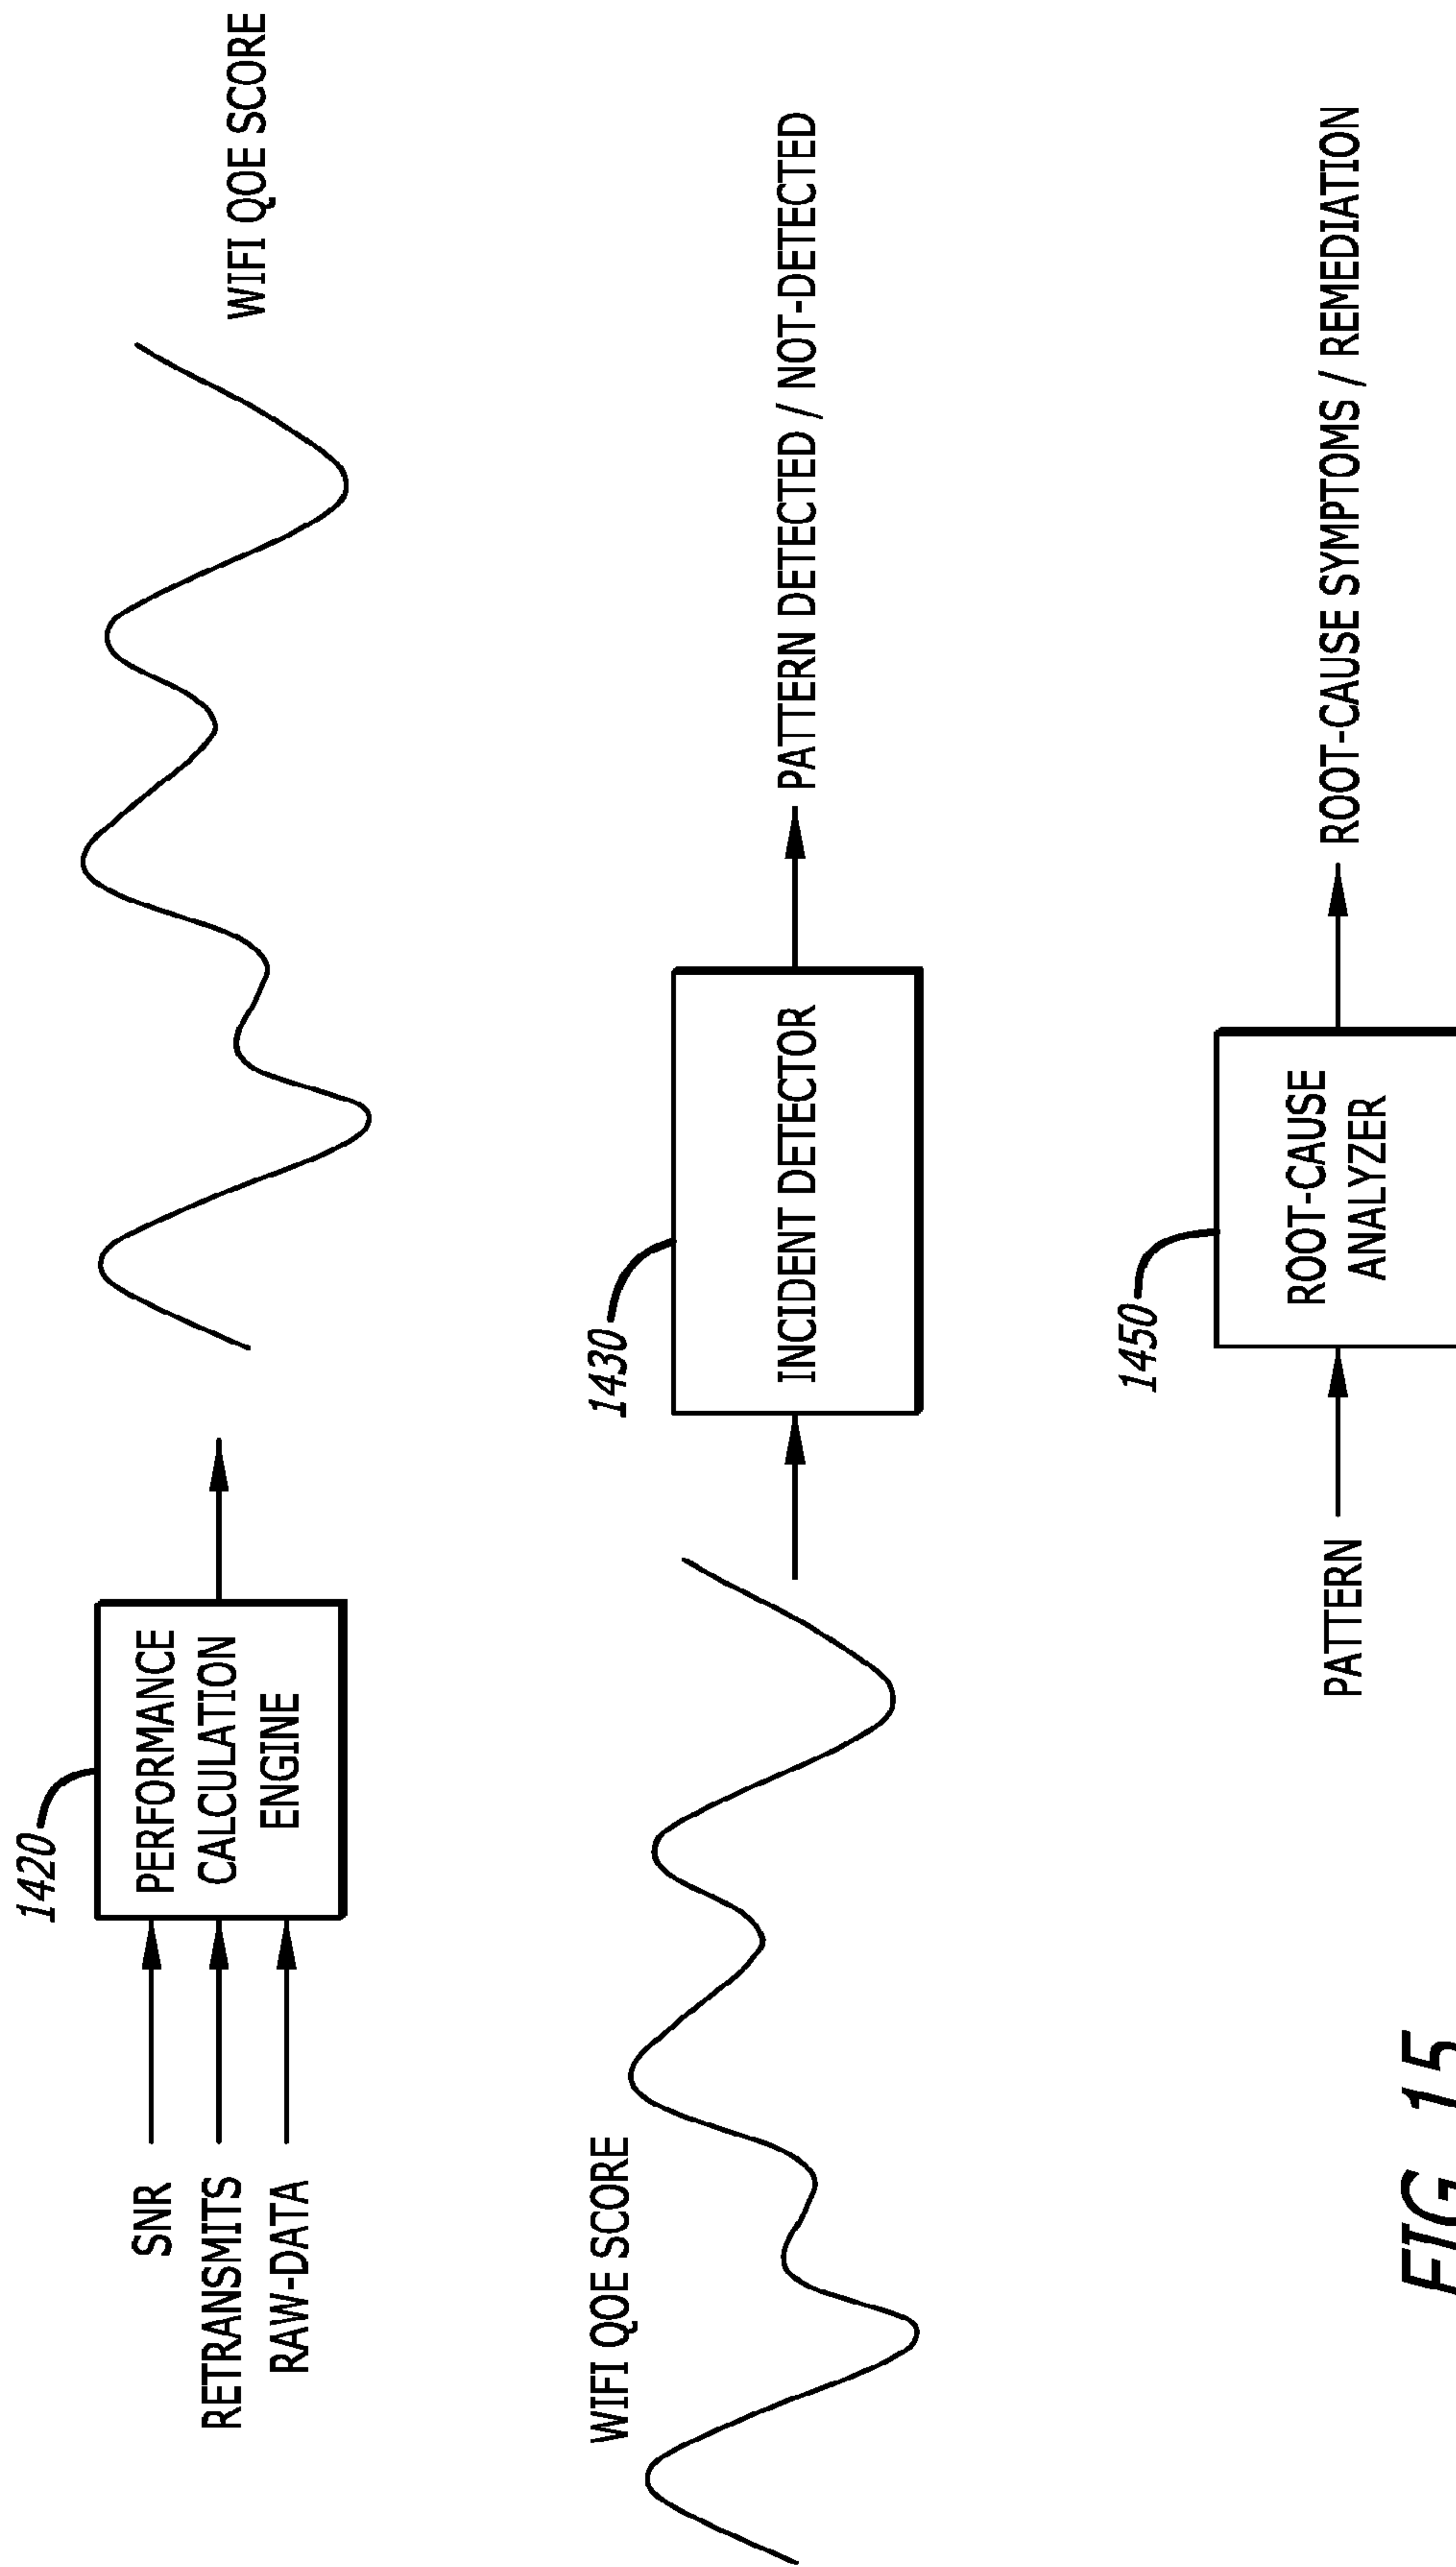 1420
SNR
RETRANSMITS
RAW-DATA
PERFORMANCE
CALCULATION
ENGINE
WIFI QOE SCORE
WIFI QOE SCORE
1430
INCIDENT DETECTOR
PATTERN DETECTED / NOT-DETECTED
1450
PATTERN
ROOT-CAUSE
ANALYZER
ROOT-CAUSE SYMPTOMS / REMEDIATION
FIG. 15